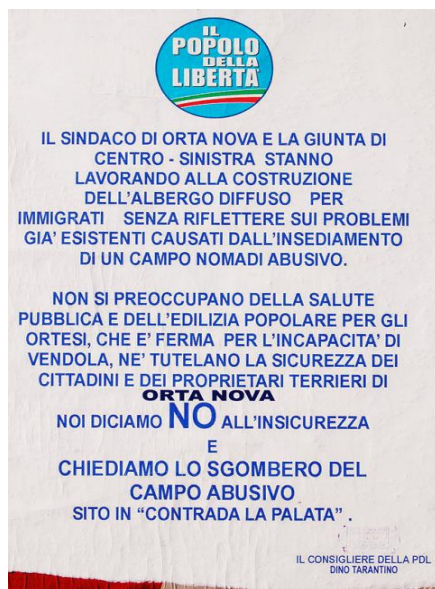 IL
POPOLO
DELLA
LIBERTA'
IL SINDACO DI ORTA NOVA E LA GIUNTA DI
CENTRO - SINISTRA STANNO
LAVORANDO ALLA COSTRUZIONE
DELL'ALBERGO DIFFUSO PER
IMMIGRATI SENZA RIFLETTERE SUI PROBLEMI
GIA' ESISTENTI CAUSATI DALL'INSEDIAMENTO
DI UN CAMPO NOMADI ABUSIVO.
NON SI PREOCCUPANO DELLA SALUTE
PUBBLICA E DELL'EDILIZIA POPOLARE PER GLI
ORTESI, CHE E' FERMA PER L'INCAPACITA' DI
VENDOLA, NE' TUTELANO LA SICUREZZA DEI
CITTADINI E DEI PROPRIETARI TERRIERI DI
ORTA NOVA
NOI DICIAMO NO ALL'INSICUREZZA
E
CHIEDIAMO LO SGOMBERO DEL
CAMPO ABUSIVO
SITO IN "CONTRADA LA PALATA" .
IL CONSIGLIERE DELLA PDL
DINO TARANTINO